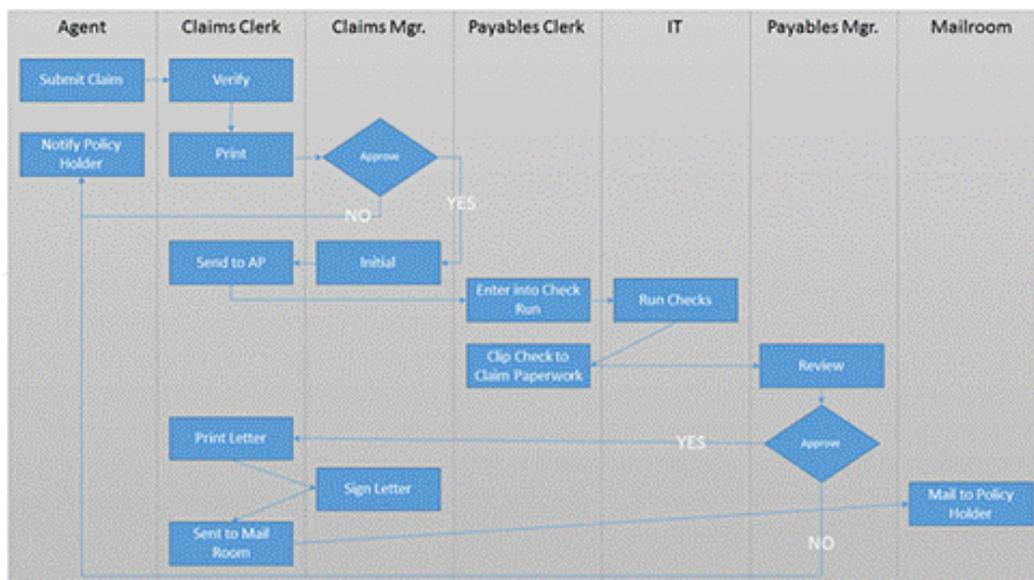 Agent Claims Clerk Claims Mgr. Payables Clerk IT Payables Mgr. Mailroom
Submit Claim
Verify
Notify Policy
Holder
Print
Approve
NO
YES
Send to AP
Initial
Enter into Check
Run
Run Checks
Clip Check to
Claim Paperwork
Review
Print Letter
YES
Approve
Sign Letter
Mail to Policy
Holder
Sent to Mail
Room
NO